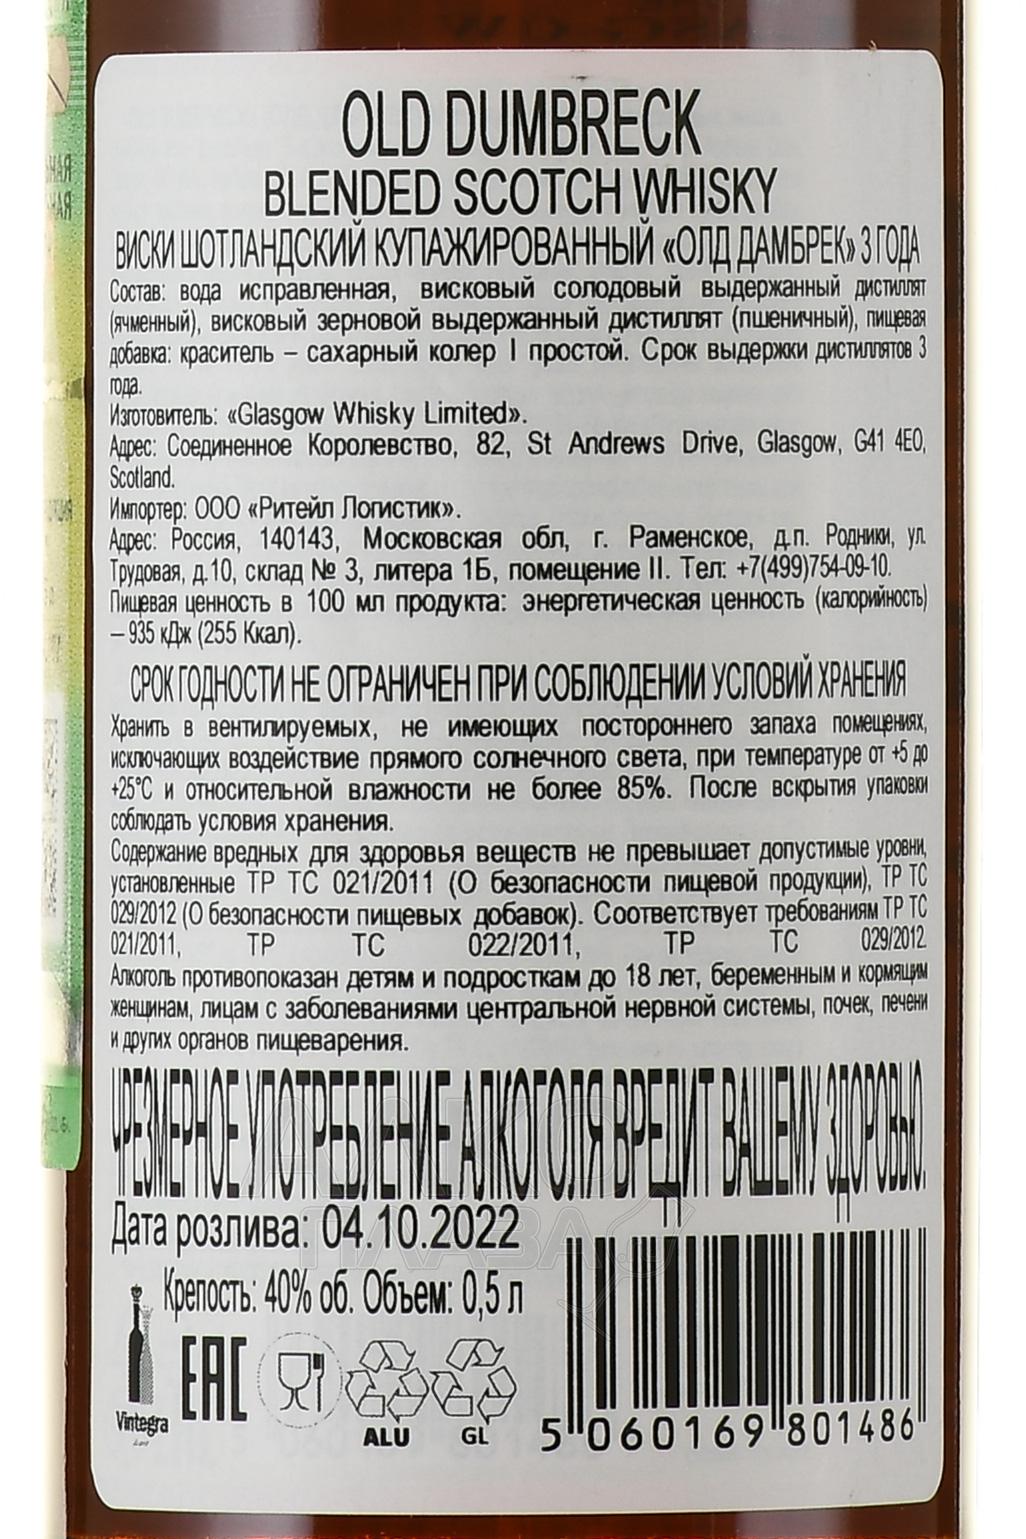 OLD DUMBRECK
BLENDED SCOTCH WHISKY
ВИСКИ ШОТЛАНДСКИЙ КУПАЖИРОВАННЫЙ «ОЛД ДАМБРЕК» 3 ГОДА
Состав: вода исправленная, висковый солодовый выдержанный дистиллят
(ячменный), висковый зерновой выдержанный дистиллят (пшеничный), пищевая
добавка: краситель – сахарный колер I простой. Срок выдержки дистиллятов 3
года.
Изготовитель: «Glasgow Whisky Limited».
Адрес: Соединенное Королевство, 82, St Andrews Drive, Glasgow, G41 4EO,
Scotland.
Импортер: ООО «Ритейл Логистик».
Адрес: Россия, 140143, Московская обл, г. Раменское, д.п. Родники, ул.
Трудовая, д.10, склад № 3, литера 1Б, помещение II. Тел: +7(499)754-09-10.
Пищевая ценность в 100 мл продукта: энергетическая ценность (калорийность)
– 935 кДж (255 Ккал).
СРОК ГОДНОСТИ НЕ ОГРАНИЧЕН ПРИ СОБЛЮДЕНИИ УСЛОВИЙ ХРАНЕНИЯ
Хранить в вентилируемых, не имеющих постороннего запаха помещениях,
исключающих воздействие прямого солнечного света, при температуре от +5 до
+25°С и относительной влажности не более 85%. После вскрытия упаковки
соблюдать условия хранения.
Содержание вредных для здоровья веществ не превышает допустимые уровни,
установленные ТР ТС 021/2011 (О безопасности пищевой продукции), ТР ТС
029/2012 (О безопасности пищевых добавок). Соответствует требованиям ТР ТС
021/2011, ТР ТС 022/2011, ТР ТС 029/2012.
Алкоголь противопоказан детям и подросткам до 18 лет, беременным и кормящим
женщинам, лицам с заболеваниями центральной нервной системы, почек, печени
и других органов пищеварения.
ЧРЕЗМЕРНОЕ УПОТРЕБЛЕНИЕ АЛКОГОЛЯ ВРЕДИТ ВАШЕМУ ЗДОРОВЬЮ.
АЛКО
ПЛАЗА
Дата розлива: 04.10.2022
Крепость: 40% об. Объем: 0,5 л
Vintegra
EAC
ALU
GL
5 060169 801486